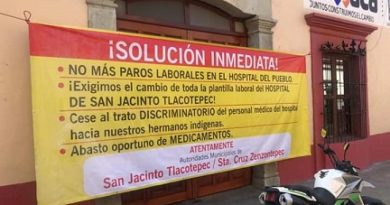 JUNTOS CONSTRUIMOS EL CAMBIO
¡SOLUCIÓN INMEDIATA!
• NO MÁS PAROS LABORALES EN EL HOSPITAL DEL PUEBLO.
• ¡Exigimos el cambio de toda la plantilla laboral del HOSPITAL
DE SAN JACINTO TLACOTEPEC!
• Cese al trato DISCRIMINATORIO del personal médico del hospital
hacia nuestros hermanos indígenas.
• Abasto oportuno de MEDICAMENTOS.
ATENTAMENTE
Autoridades Municipales de
San Jacinto Tlacotepec / Sta. Cruz Zenzontepec